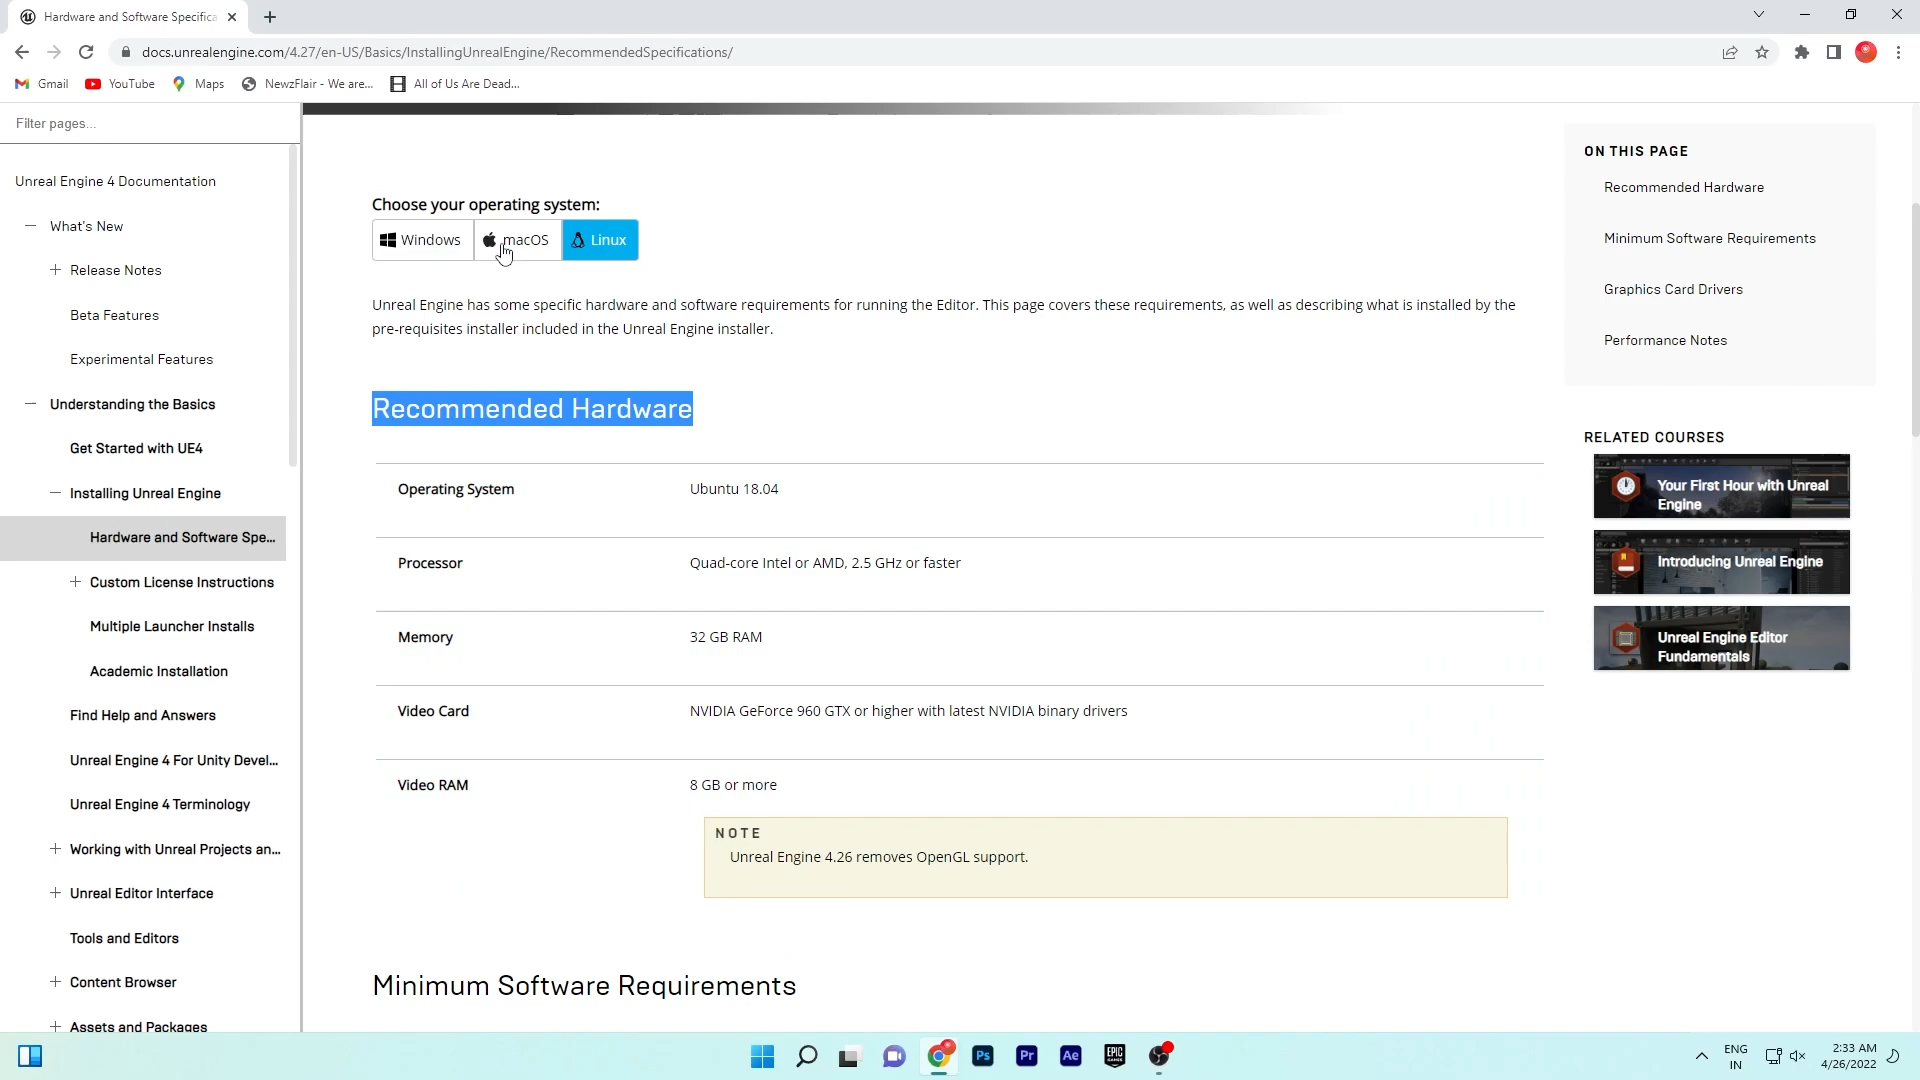 Hardware and Software Specifica
docs.unrealengine.com/4.27/en-US/Basics/InstallingUnrealEngine/RecommendedSpecifications/
Gmail
YouTube
Maps
NewzFlair - We are...
All of Us Are Dead...
Filter pages...
Unreal Engine 4 Documentation
What's New
Release Notes
Beta Features
Experimental Features
Understanding the Basics
Get Started with UE4
Installing Unreal Engine
Hardware and Software Spe...
Custom License Instructions
Multiple Launcher Installs
Academic Installation
Find Help and Answers
Unreal Engine 4 For Unity Devel...
Unreal Engine 4 Terminology
Working with Unreal Projects an...
Unreal Editor Interface
Tools and Editors
Content Browser
Assets and Packages
Choose your operating system:
Windows
macOS
Linux
Unreal Engine has some specific hardware and software requirements for running the Editor. This page covers these requirements, as well as describing what is installed by the
pre-requisites installer included in the Unreal Engine installer.
Recommended Hardware
Operating System Ubuntu 18.04
Processor Quad-core Intel or AMD, 2.5 GHz or faster
Memory 32 GB RAM
Video Card NVIDIA GeForce 960 GTX or higher with latest NVIDIA binary drivers
Video RAM 8 GB or more
NOTE
Unreal Engine 4.26 removes OpenGL support.
Minimum Software Requirements
ON THIS PAGE
Recommended Hardware
Minimum Software Requirements
Graphics Card Drivers
Performance Notes
RELATED COURSES
Your First Hour with Unreal
Engine
Introducing Unreal Engine
Unreal Engine Editor
Fundamentals
Ps
Pr
Ae
EPIC
GAMES
ENG
IN
2:33 AM
4/26/2022